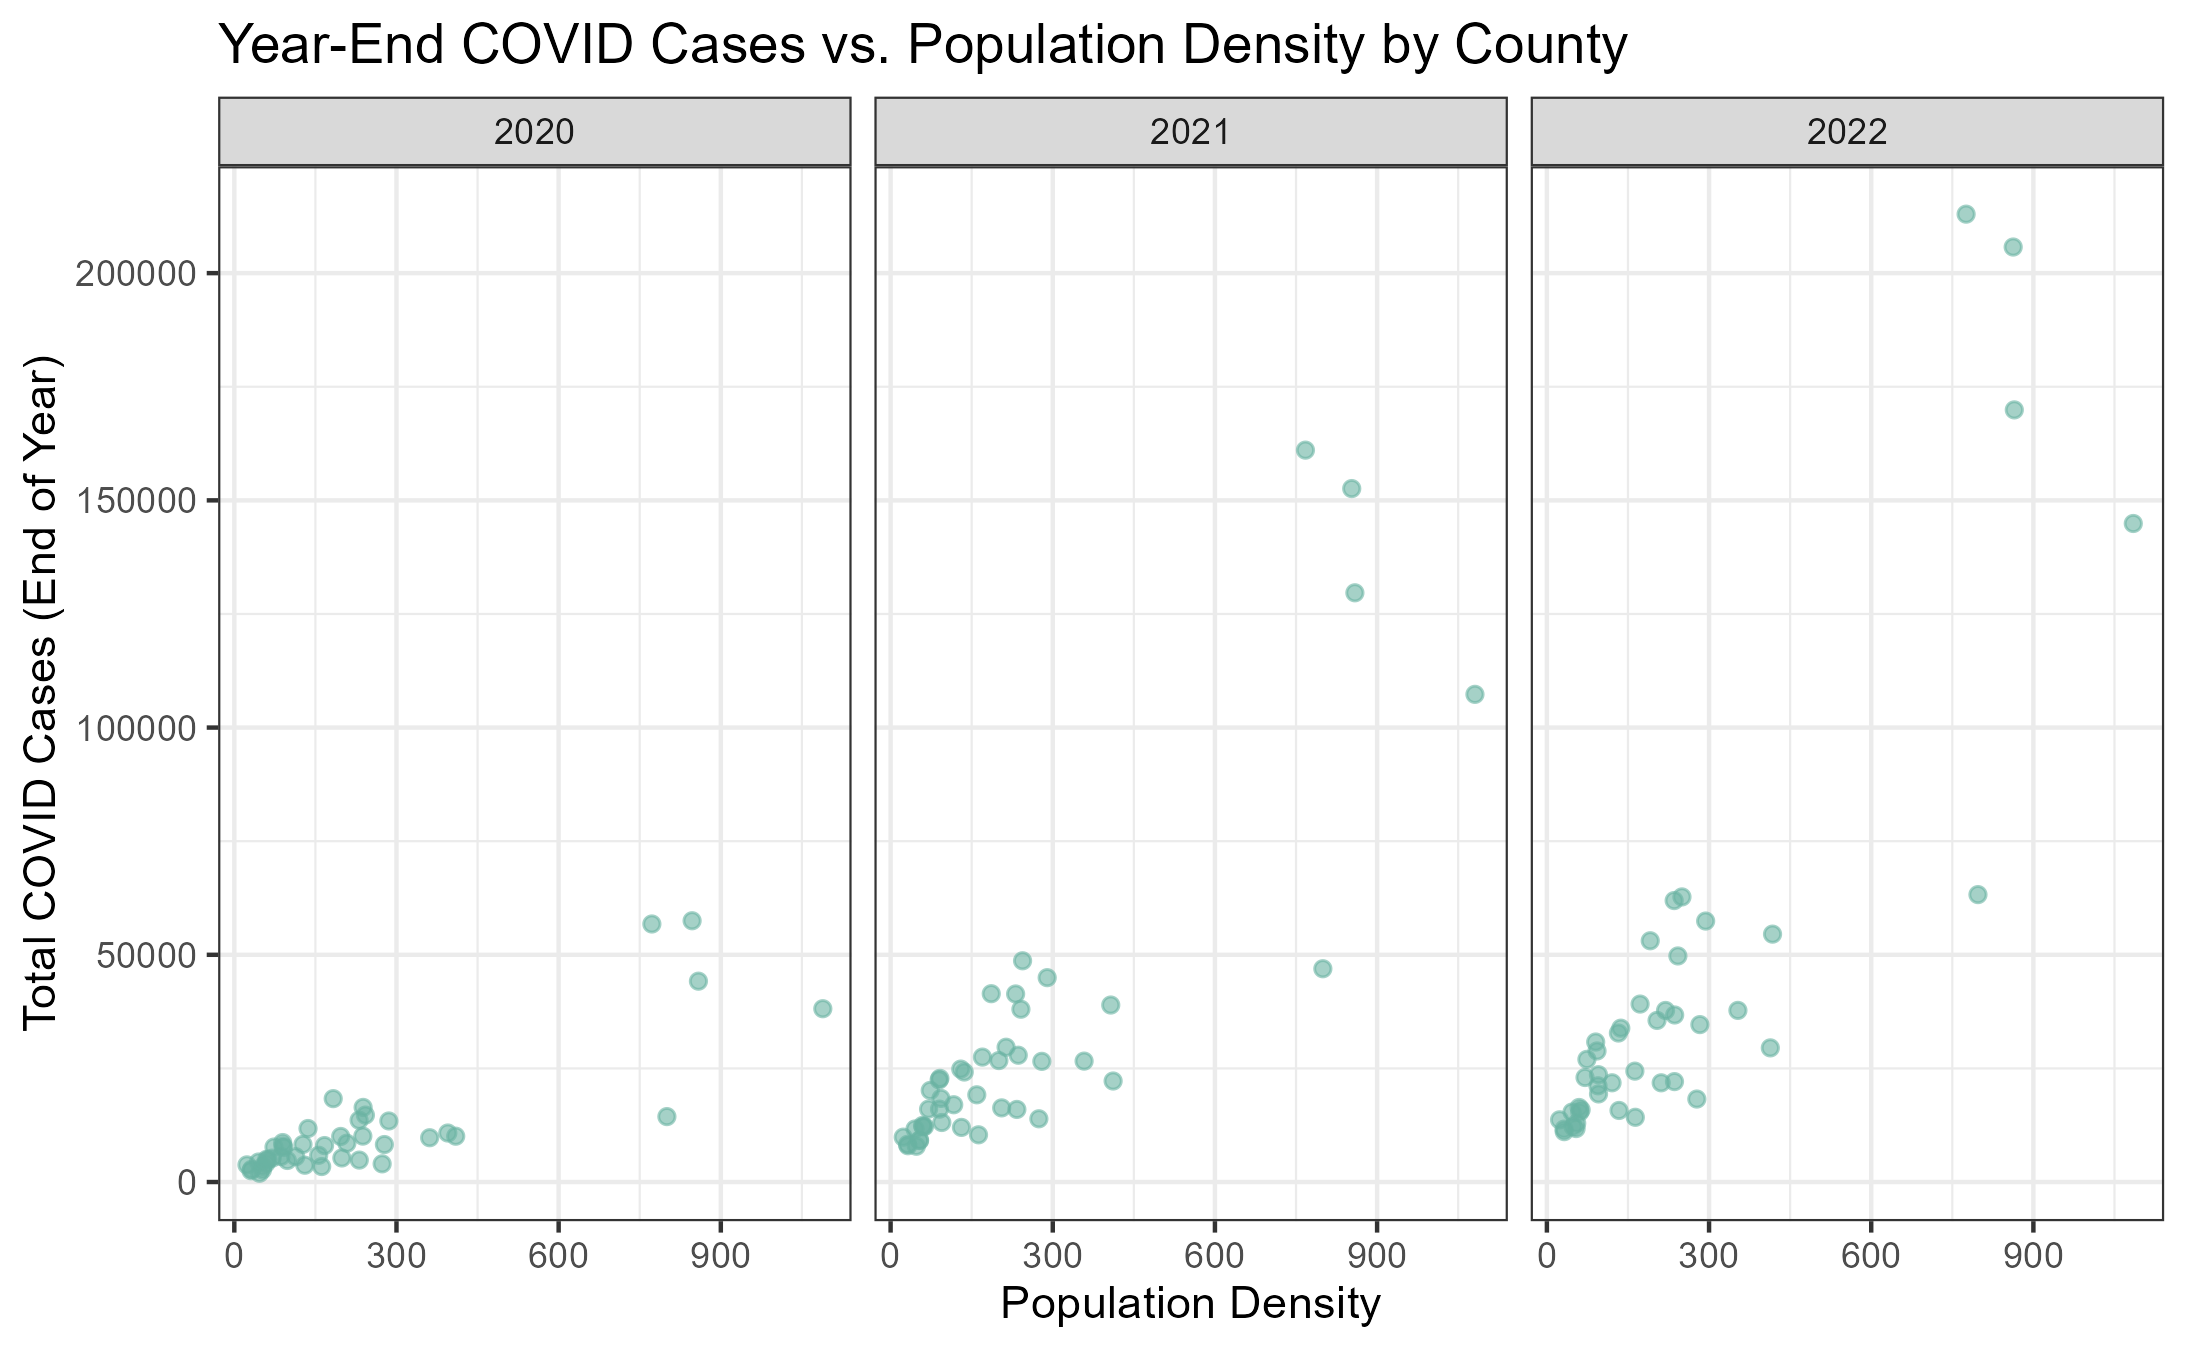 Year-End COVID Cases vs. Population Density by County
2020
2021
2022
Total COVID Cases (End of Year)
200000
150000
100000
50000
0
0 300 600 900
0 300 600 900
0 300 600 900
Population Density